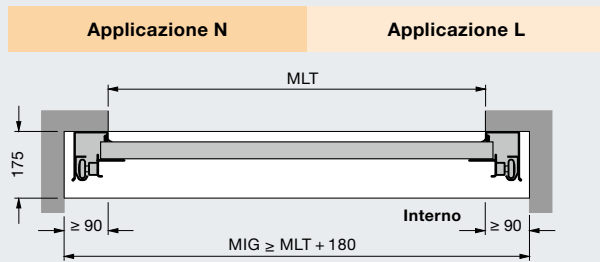 Applicazione N
Applicazione L
MLT
175
Interno
≥ 90
≥ 90
MIG ≥ MLT + 180